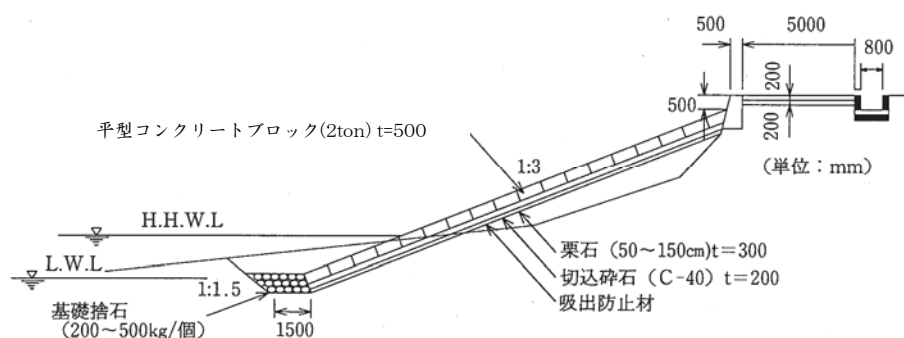 500
5000
800
200
500
200
平型コンクリートブロック(2ton) t=500
1:3
(単位：mm)
H.H.W.L
栗石 (50～150cm)t=300
L.W.L
切込砕石 (C-40) t=200
1:1.5
吸出防止材
基礎捨石
(200～500kg/個)
1500